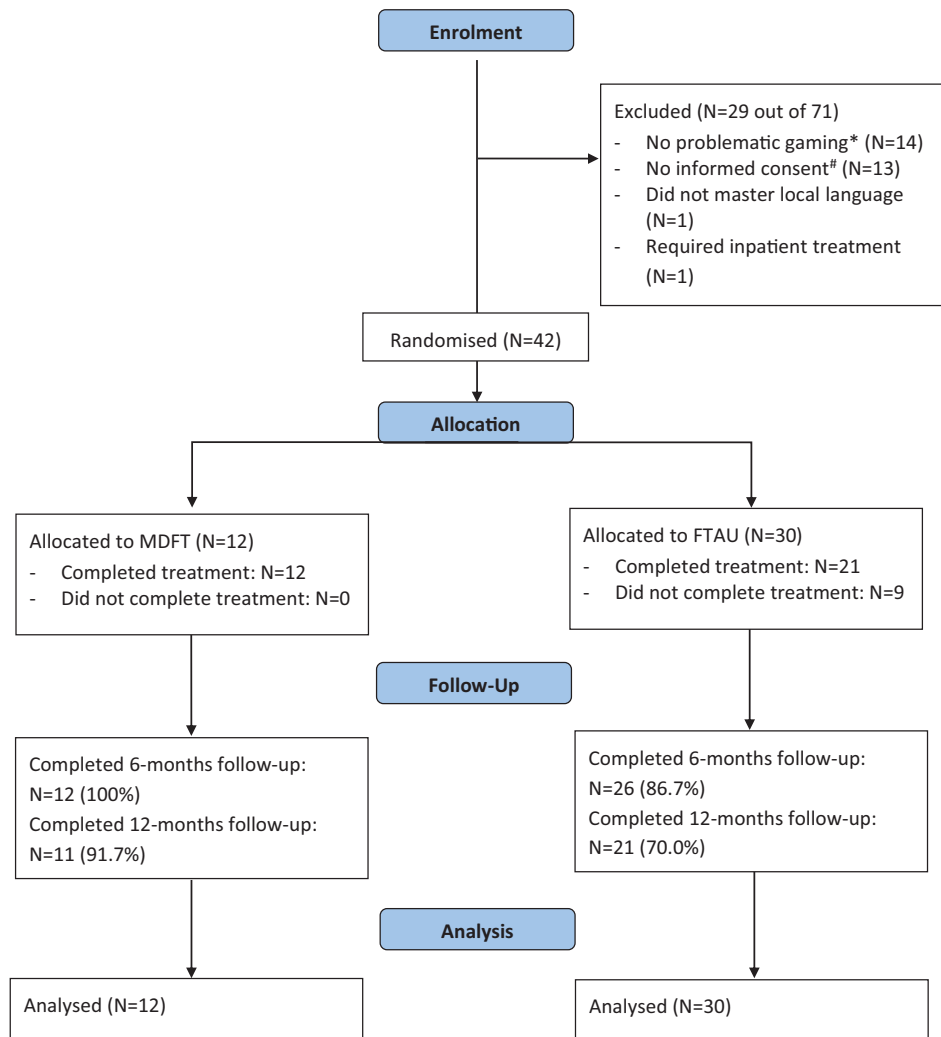 Enrolment
Excluded (N=29 out of 71)
- No problematic gaming* (N=14)
- No informed consent# (N=13)
- Did not master local language
(N=1)
- Required inpatient treatment
(N=1)
Randomised (N=42)
Allocation
Allocated to MDFT (N=12)
- Completed treatment: N=12
- Did not complete treatment: N=0
Allocated to FTAU (N=30)
- Completed treatment: N=21
- Did not complete treatment: N=9
Follow-Up
Completed 6-months follow-up:
N=12 (100%)
Completed 12-months follow-up:
N=11 (91.7%)
Completed 6-months follow-up:
N=26 (86.7%)
Completed 12-months follow-up:
N=21 (70.0%)
Analysis
Analysed (N=12)
Analysed (N=30)